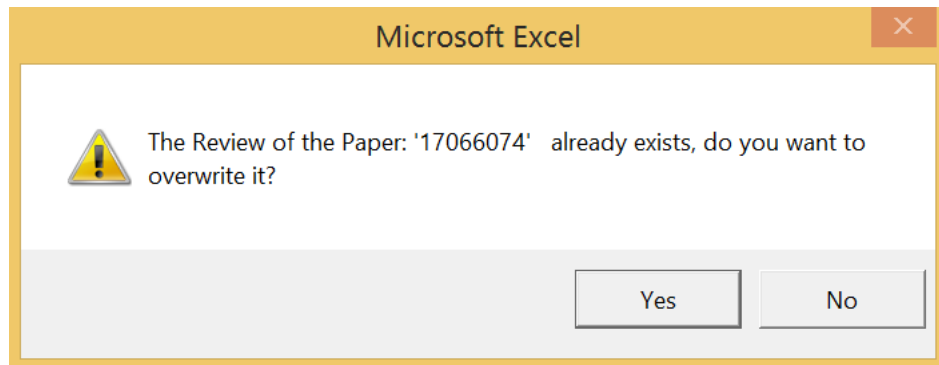 Microsoft Excel
The Review of the Paper: '17066074'   already exists, do you want to
overwrite it?
Yes
No